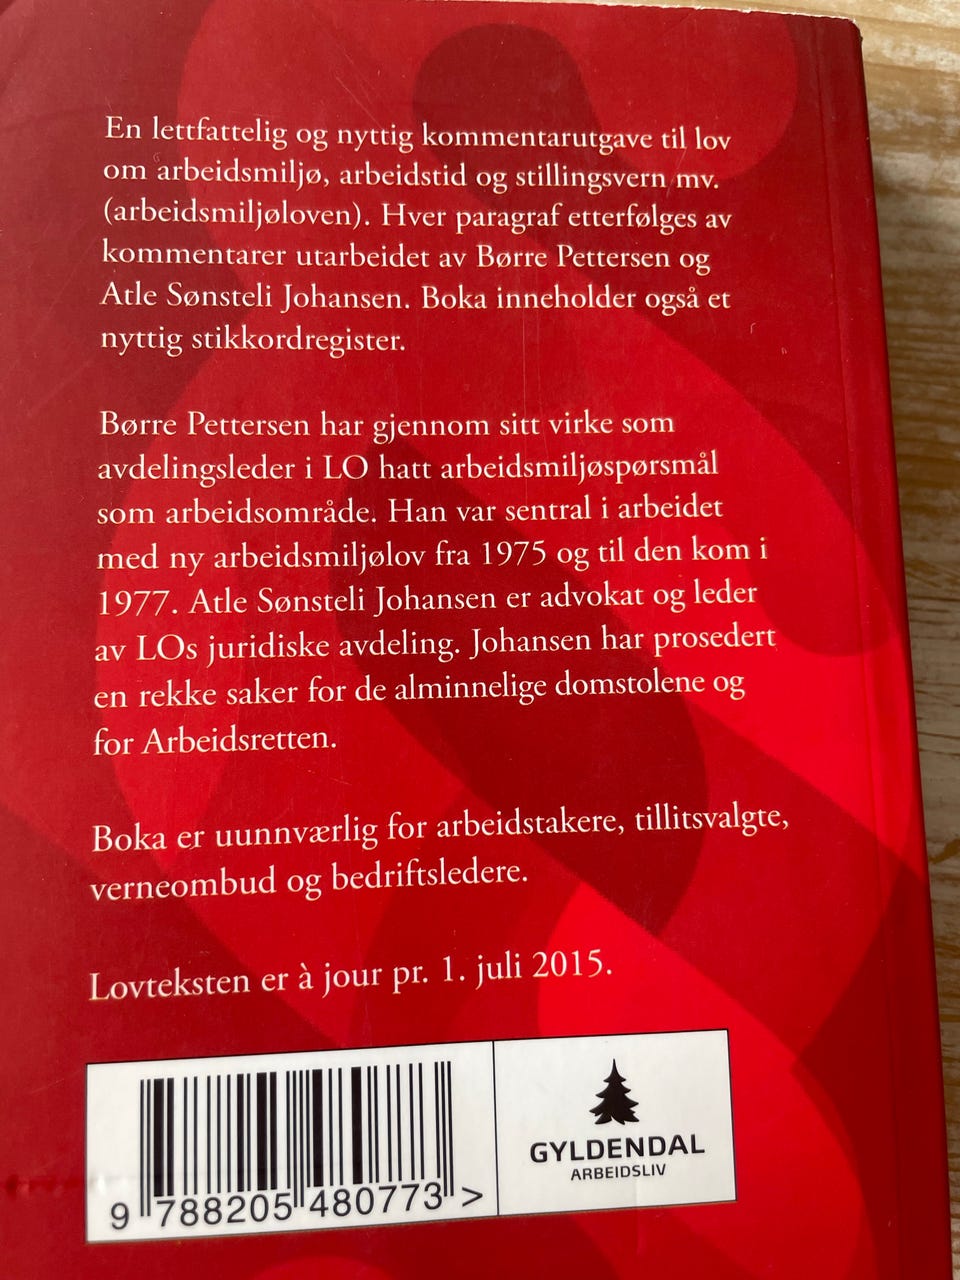 En lettfattelig og nyttig kommentarutgave til lov
om arbeidsmiljø, arbeidstid og stillingsvern mv.
(arbeidsmiljøloven). Hver paragraf etterfølges av
kommentarer utarbeidet av Børre Pettersen og
Atle Sønsteli Johansen. Boka inneholder også et
nyttig stikkordregister.
Børre Pettersen har gjennom sitt virke som
avdelingsleder i LO hatt arbeidsmiljøspørsmål
som arbeidsområde. Han var sentral i arbeidet
med ny arbeidsmiljølov fra 1975 og til den kom i
1977. Atle Sønsteli Johansen er advokat og leder
av LOs juridiske avdeling. Johansen har prosedert
en rekke saker for de alminnelige domstolene og
for Arbeidsretten.
Boka er uunnværlig for arbeidstakere, tillitsvalgte,
verneombud og bedriftsledere.
Lovteksten er à jour pr. 1. juli 2015.
9 788205 480773 >
GYLDENDAL
ARBEIDSLIV